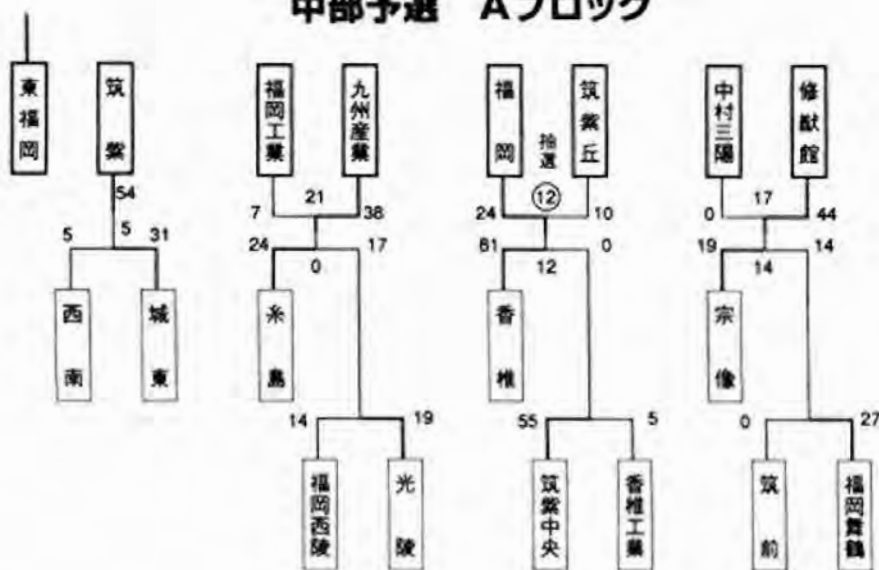 中部予選 Aブロック
東福岡
筑紫
福岡工業
九州産業
福岡
抽選
筑紫丘
中村三陽
修猷館
54
5 5 31
21
7 38
24 17
0
12
24 10
61 0
12
17
0 44
19 14
14
西南
城東
糸島
香椎
宗像
14 19
55 5
0 27
福岡西陵
光陵
筑紫中央
香椎工業
筑前
福岡舞鶴